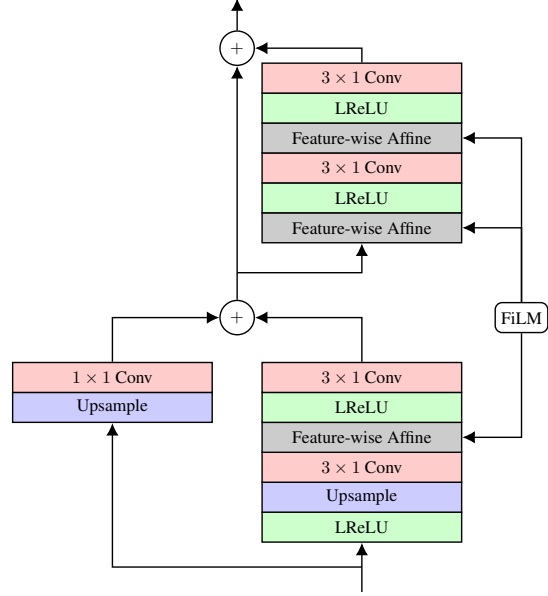 +
3 × 1 Conv
LReLU
Feature-wise Affine
3 × 1 Conv
LReLU
Feature-wise Affine
+
FiLM
1 × 1 Conv
Upsample
3 × 1 Conv
LReLU
Feature-wise Affine
3 × 1 Conv
Upsample
LReLU